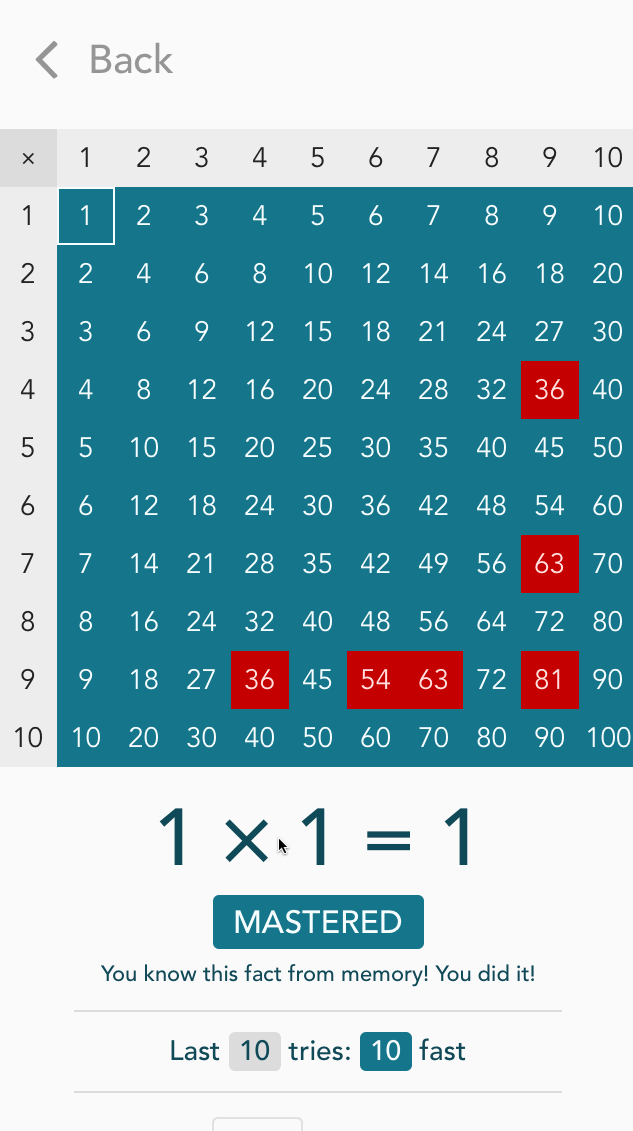 Back
× 1 2 3 4 5 6 7 8 9 10
1 1 2 3 4 5 6 7 8 9 10
2 2 4 6 8 10 12 14 16 18 20
3 3 6 9 12 15 18 21 24 27 30
4 4 8 12 16 20 24 28 32 36 40
5 5 10 15 20 25 30 35 40 45 50
6 6 12 18 24 30 36 42 48 54 60
7 7 14 21 28 35 42 49 56 63 70
8 8 16 24 32 40 48 56 64 72 80
9 9 18 27 36 45 54 63 72 81 90
10 10 20 30 40 50 60 70 80 90 100
1 × 1 = 1
MASTERED
You know this fact from memory! You did it!
Last 10 tries: 10 fast